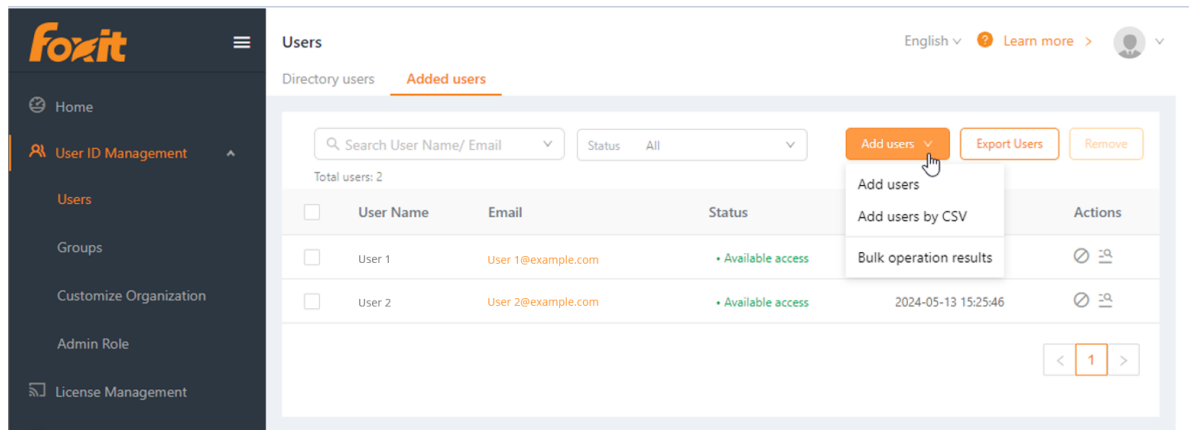 Foxit
Users
English
? Learn more >
Directory users
Added users
Home
User ID Management
Users
Groups
Customize Organization
Admin Role
License Management
Search User Name/ Email
Status All
Add users
Export Users
Remove
Total users: 2
Add users
Add users by CSV
Bulk operation results
User Name Email Status Actions
User 1 User 1@example.com • Available access
User 2 User 2@example.com • Available access 2024-05-13 15:25:46
< 1 >